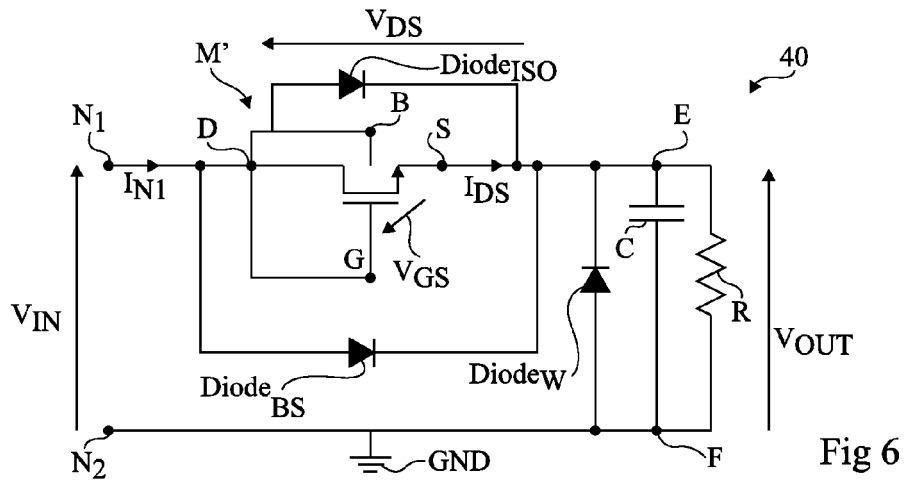 VDS
M'
DiodeISO
40
N1
B
D
S
E
IN1
IDS
C
G
VGS
R
VIN
VOUT
DiodeW
DiodeBS
N2
GND
F
Fig 6